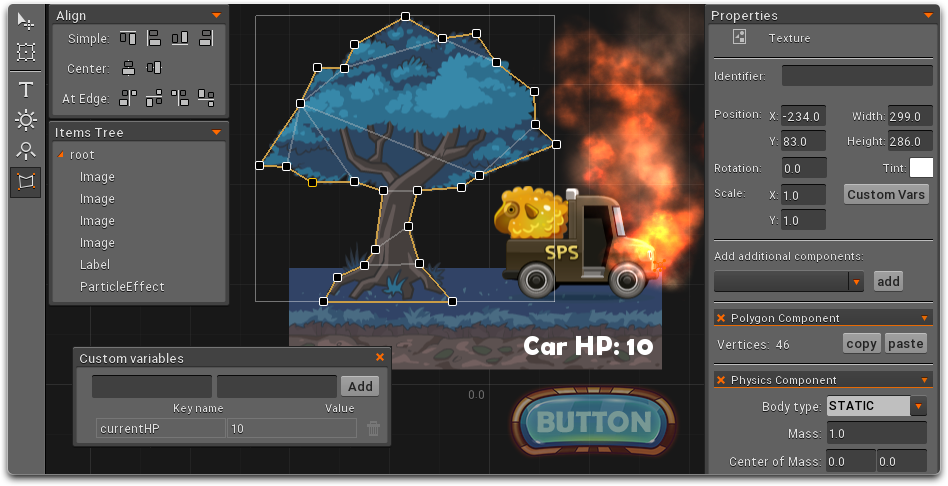 Align
Simple:
Center:
At Edge:
Items Tree
root
Image
Image
Image
Image
Label
ParticleEffect
SPS
Car HP: 10
0.0
BUTTON
Custom variables
Add
Key name Value
currentHP 10
Properties
Texture
Identifier:
Position: X: -234.0 Width: 299.0
Y: 83.0 Height: 286.0
Rotation: 0.0 Tint:
Scale: X: 1.0 Custom Vars
Y: 1.0
Add additional components:
add
Polygon Component
Vertices: 46 copy paste
Physics Component
Body type: STATIC
Mass: 1.0
Center of Mass: 0.0 0.0